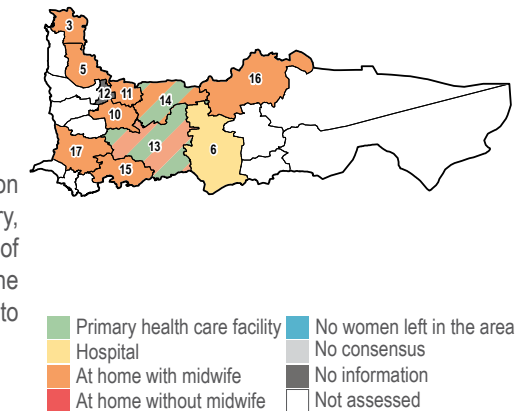 3
5
16
12
11
14
10
13
17
6
15
on
ry,
of
he
to
Primary health care facility
Hospital
At home with midwife
At home without midwife
No women left in the area
No consensus
No information
Not assessed